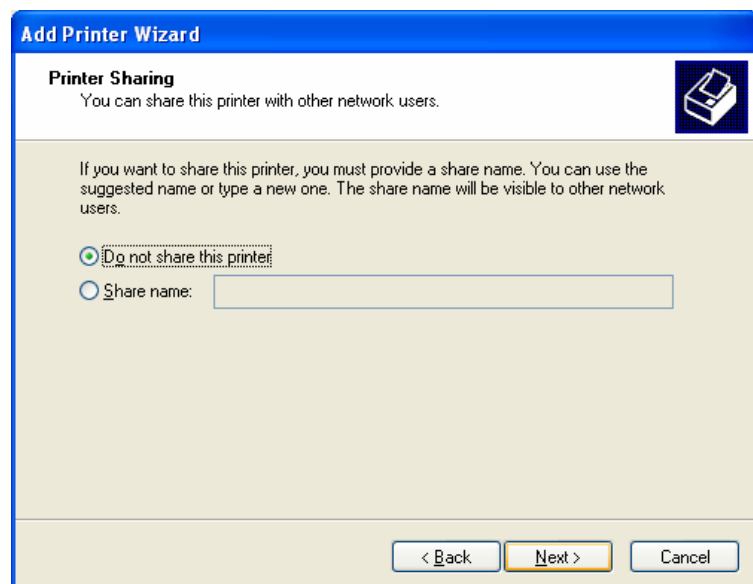 Add Printer Wizard
Printer Sharing
You can share this printer with other network users.
If you want to share this printer, you must provide a share name. You can use the
suggested name or type a new one. The share name will be visible to other network
users.
Do not share this printer
Share name:
< Back Next > Cancel